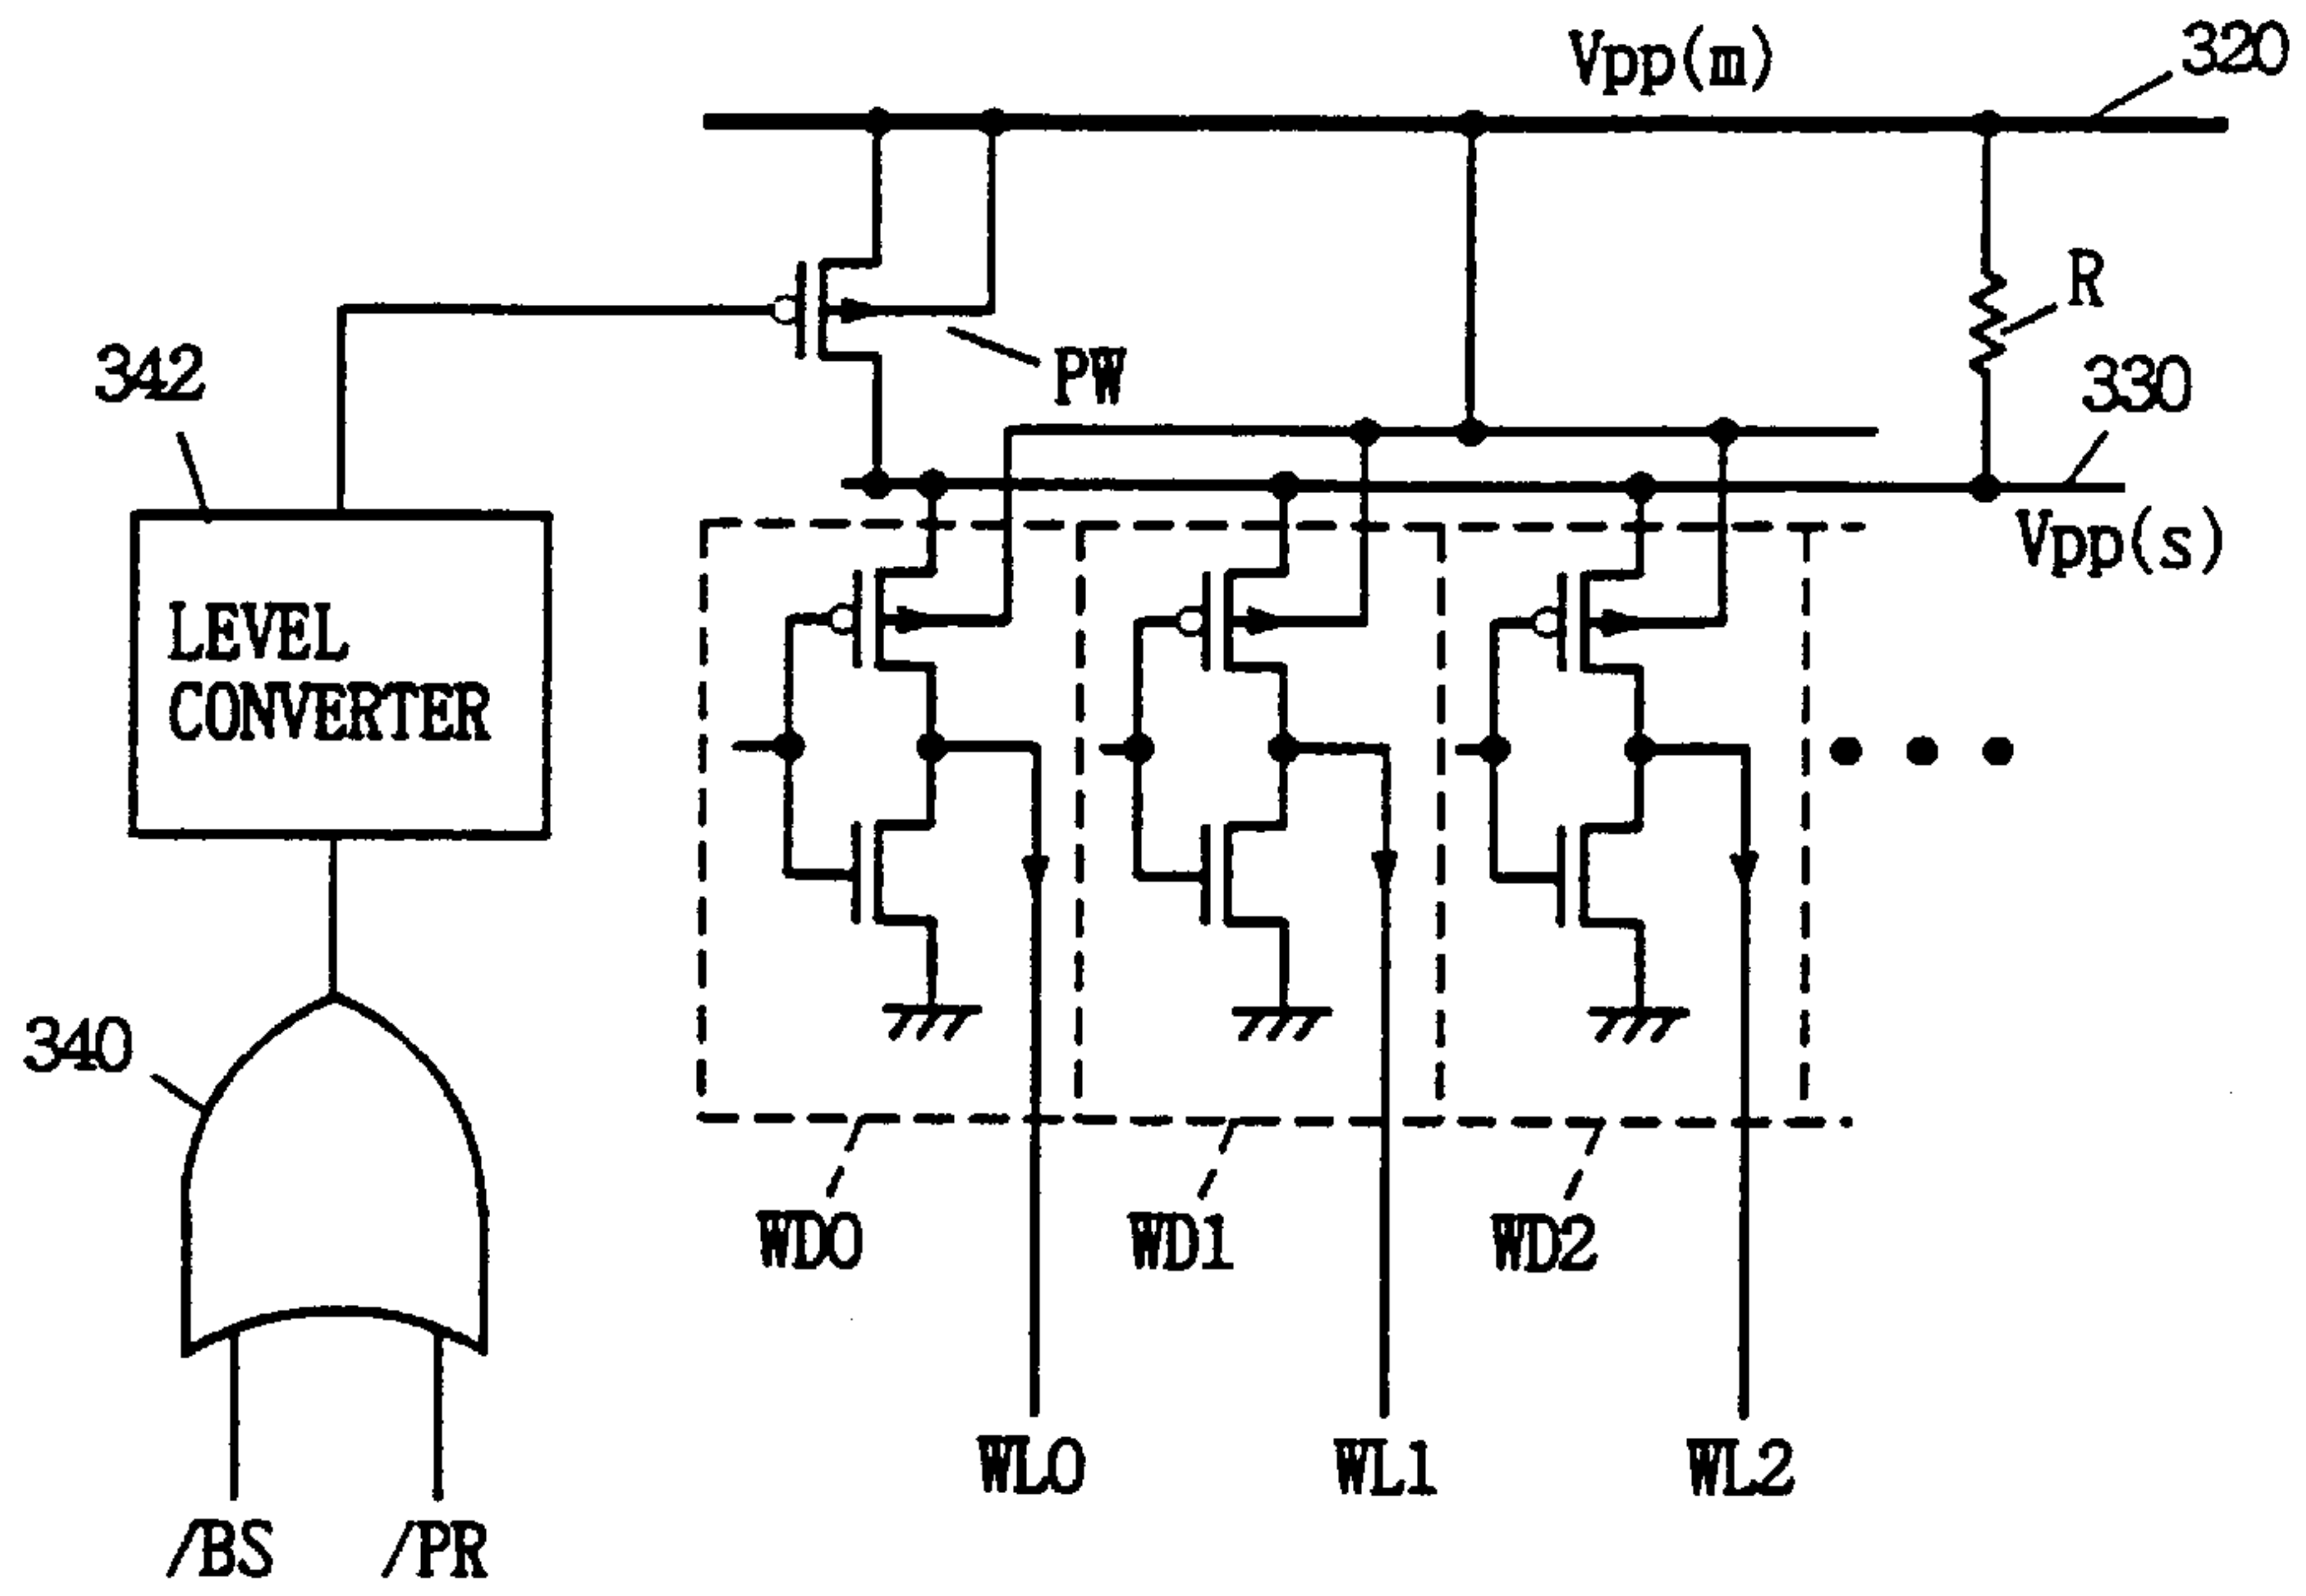 Vpp(m)
320
R
PW
342
330
Vpp(s)
LEVEL
CONVERTER
340
WD0
WD1
WD2
WL0
WL1
WL2
/BS
/PR